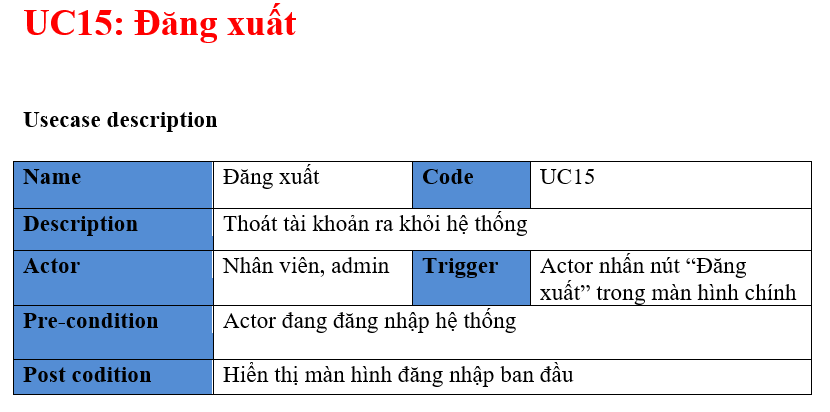 UC15: Đăng xuất
Usecase description
Name Đăng xuất Code UC15
Description Thoát tài khoản ra khỏi hệ thống
Actor Nhân viên, admin Trigger Actor nhấn nút “Đăng
xuất” trong màn hình chính
Pre-condition Actor đang đăng nhập hệ thống
Post codition Hiển thị màn hình đăng nhập ban đầu